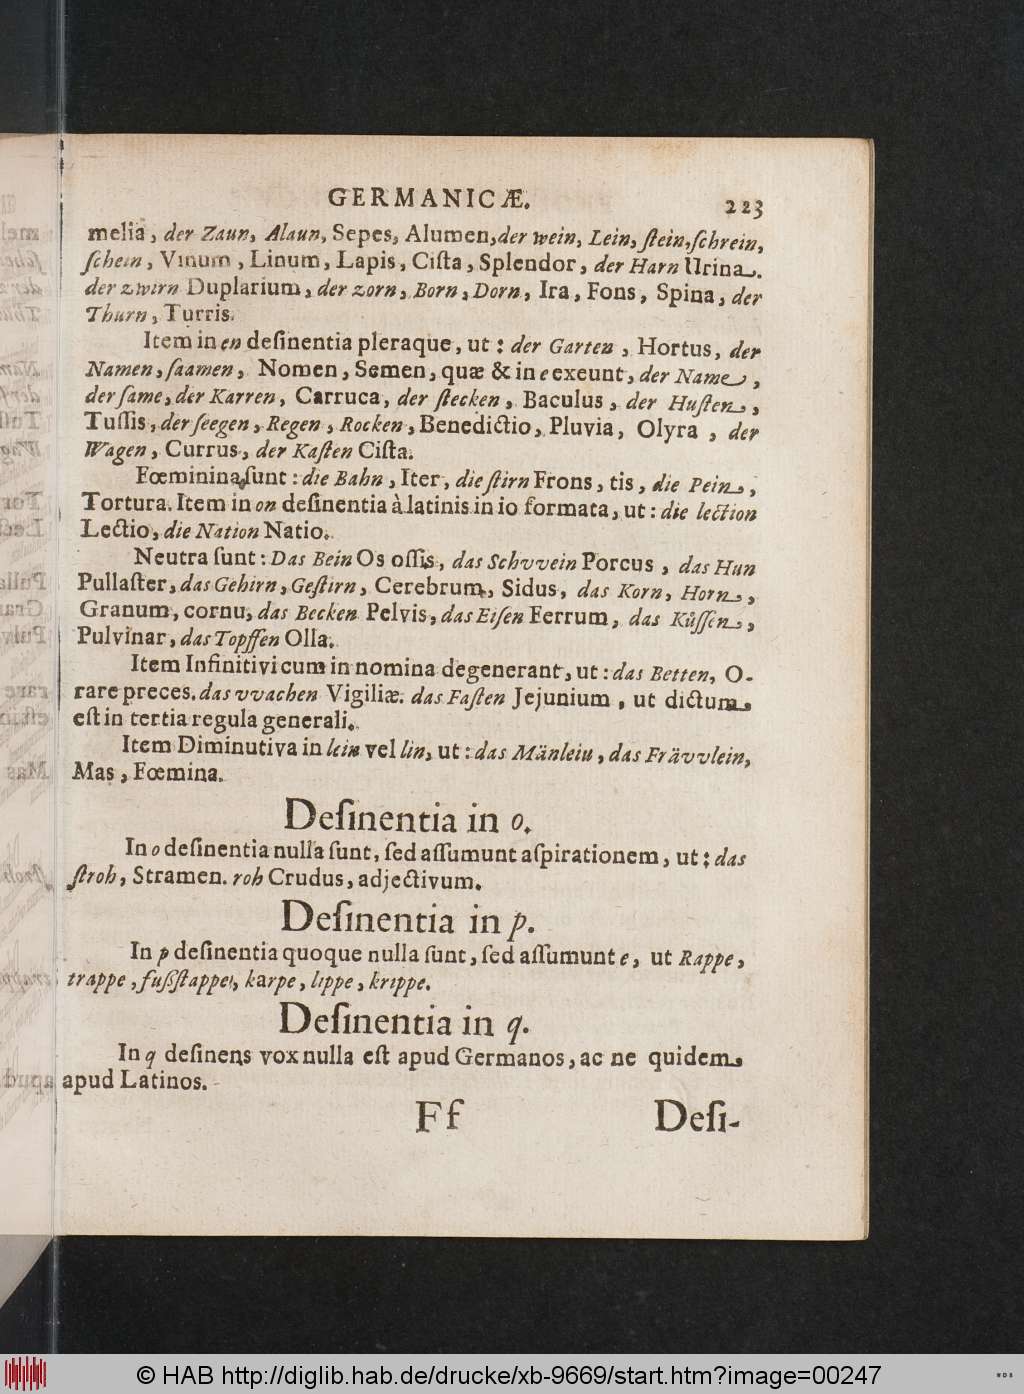 GERMANICÆ. 223
melia, der Zaun, Alaun, Sepes, Alumen, der wein, Lein, ſtein, ſchrein,
ſchein, Vinum, Linum, Lapis, Ciſta, Splendor, der Harn Urina.
der zwirn Duplarium, der zorn, Born, Dorn, Ira, Fons, Spina, der
Thurn, Turris.
Item in en deſinentia pleraque, ut: der Garten, Hortus, der
Namen, ſaamen, Nomen, Semen, quæ & in e exeunt, der Name,
der ſame, der Karren, Carruca, der ſtecken, Baculus, der Huſten,
Tuſſis, der ſeegen, Regen, Rocken, Benedictio, Pluvia, Olyra, der
Wagen, Currus, der Kaſten Ciſta.
Fœminina ſunt: die Bahn, Iter, die ſtirn Frons, tis, die Pein,
Tortura. Item in on deſinentia à latinis in io formata, ut: die lection
Lectio, die Nation Natio.
Neutra ſunt: Das Bein Os oſſis, das Schvvein Porcus, das Hun
Pullaſter, das Gehirn, Geſtirn, Cerebrum, Sidus, das Korn, Horn,
Granum, cornu, das Becken Pelvis, das Eiſen Ferrum, das Kůſſen,
Pulvinar, das Topffen Olla.
Item Infinitivi cum in nomina degenerant, ut: das Betten, O-
rare preces. das vvachen Vigiliæ. das Faſten Jejunium, ut dictum
eſt in tertia regula generali.
Item Diminutiva in lein vel lin, ut: das Mänlein, das Frävvlein,
Mas, Fœmina.
Deſinentia in o.
In o deſinentia nulla ſunt, ſed aſſumunt aſpirationem, ut: das
ſtroh, Stramen. roh Crudus, adjectivum.
Deſinentia in p.
In p deſinentia quoque nulla ſunt, ſed aſſumunt e, ut Rappe,
trappe, fußſtappe, karpe, lippe, krippe.
Deſinentia in q.
In q deſinens vox nulla eſt apud Germanos, ac ne quidem
apud Latinos.
Ff Deſi-
© HAB http://diglib.hab.de/drucke/xb-9669/start.htm?image=00247